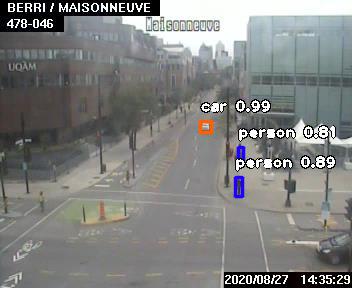 BERRI / MAISONNEUVE
478-046
Maisonneuve
UQÀM
car 0.99
person 0.81
person 0.89
2020/08/27 14:35:29